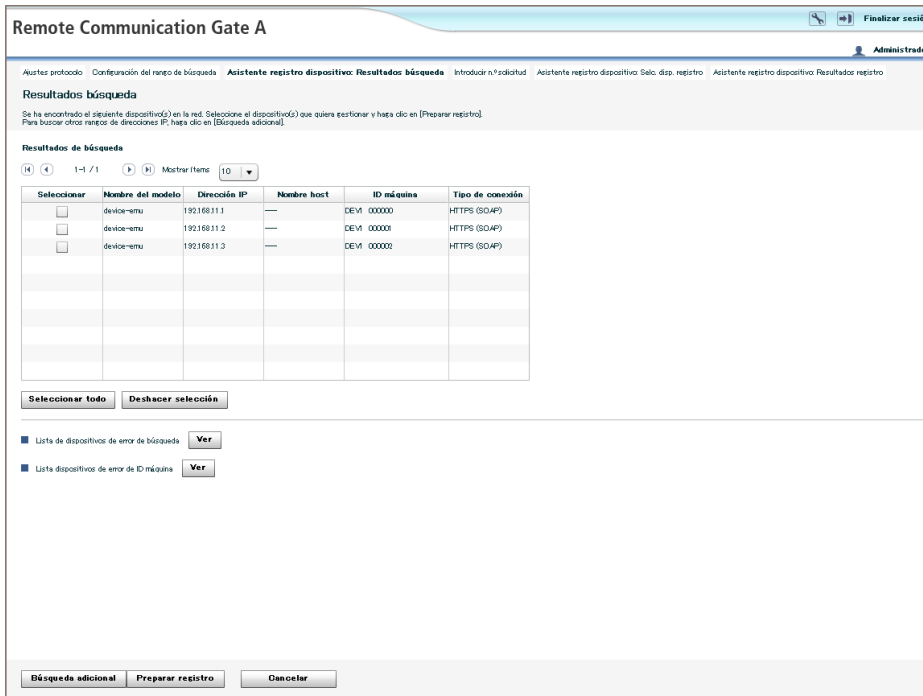 Remote Communication Gate A
Finalizar sesió
Administrado
Ajustes protocolo Configuración del rango de búsqueda Asistente registro dispositivo: Resultados búsqueda Introducir n.º solicitud Asistente registro dispositivo: Selc. disp. registro Asistente registro dispositivo: Resultados registro
Resultados búsqueda
Se ha encontrado el siguiente dispositivo(s) en la red. Seleccione el dispositivo(s) que quiera gestionar y haga clic en [Preparar registro].
Para buscar otros rangos de direcciones IP, haga clic en [Búsqueda adicional].
Resultados de búsqueda
1-1 / 1 Mostrar ítems 10
Seleccionar Nombre del modelo Dirección IP Nombre host ID máquina Tipo de conexión
device-emu 192.168.11.1 ---- DEV1 000000 HTTPS (SOAP)
device-emu 192.168.11.2 ---- DEV1 000001 HTTPS (SOAP)
device-emu 192.168.11.3 ---- DEV1 000002 HTTPS (SOAP)
Seleccionar todo Deshacer selección
Lista de dispositivos de error de búsqueda Ver
Lista dispositivos de error de ID máquina Ver
Búsqueda adicional Preparar registro Cancelar